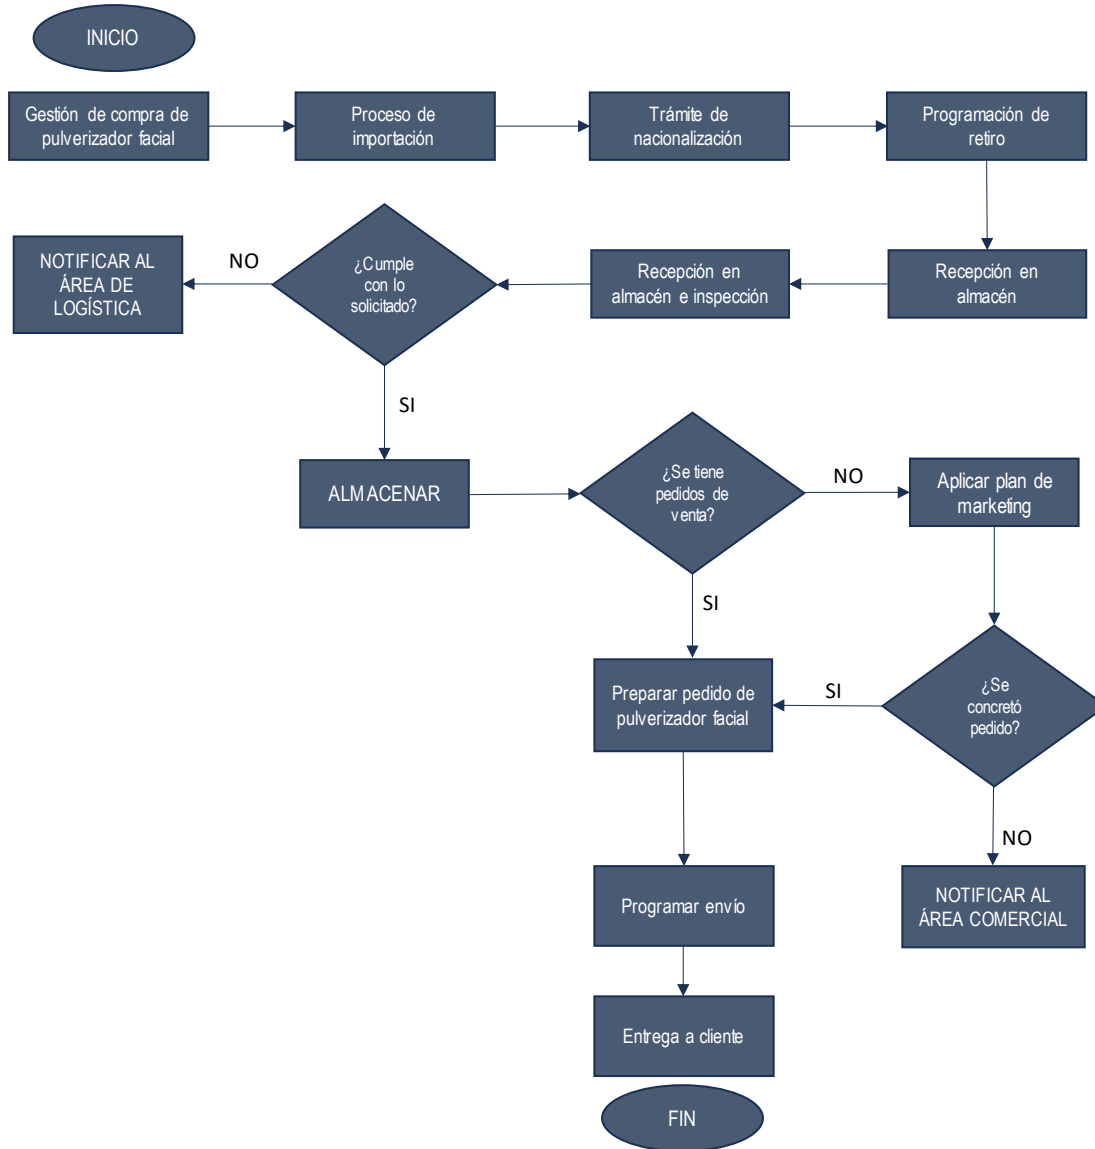 INICIO
Gestión de compra de
pulverizador facial
Proceso de
importación
Trámite de
nacionalización
Programación de
retiro
NOTIFICAR AL
ÁREA DE
LOGÍSTICA
NO
¿Cumple
con lo
solicitado?
Recepción en
almacén e inspección
Recepción en
almacén
SI
ALMACENAR
¿Se tiene
pedidos de
venta?
NO
Aplicar plan de
marketing
SI
Preparar pedido de
pulverizador facial
SI
¿Se
concretó
pedido?
NO
Programar envío
NOTIFICAR AL
ÁREA COMERCIAL
Entrega a cliente
FIN